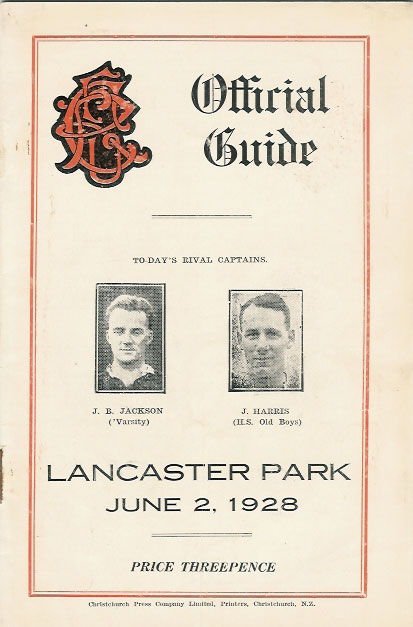 Official
Guide
TO-DAY'S RIVAL CAPTAINS.
J. B. JACKSON
('Varsity)
J. HARRIS
(H.S. Old Boys)
LANCASTER PARK
JUNE 2, 1928
PRICE THREEPENCE
Christchurch Press Company Limited, Printers, Christchurch, N.Z.